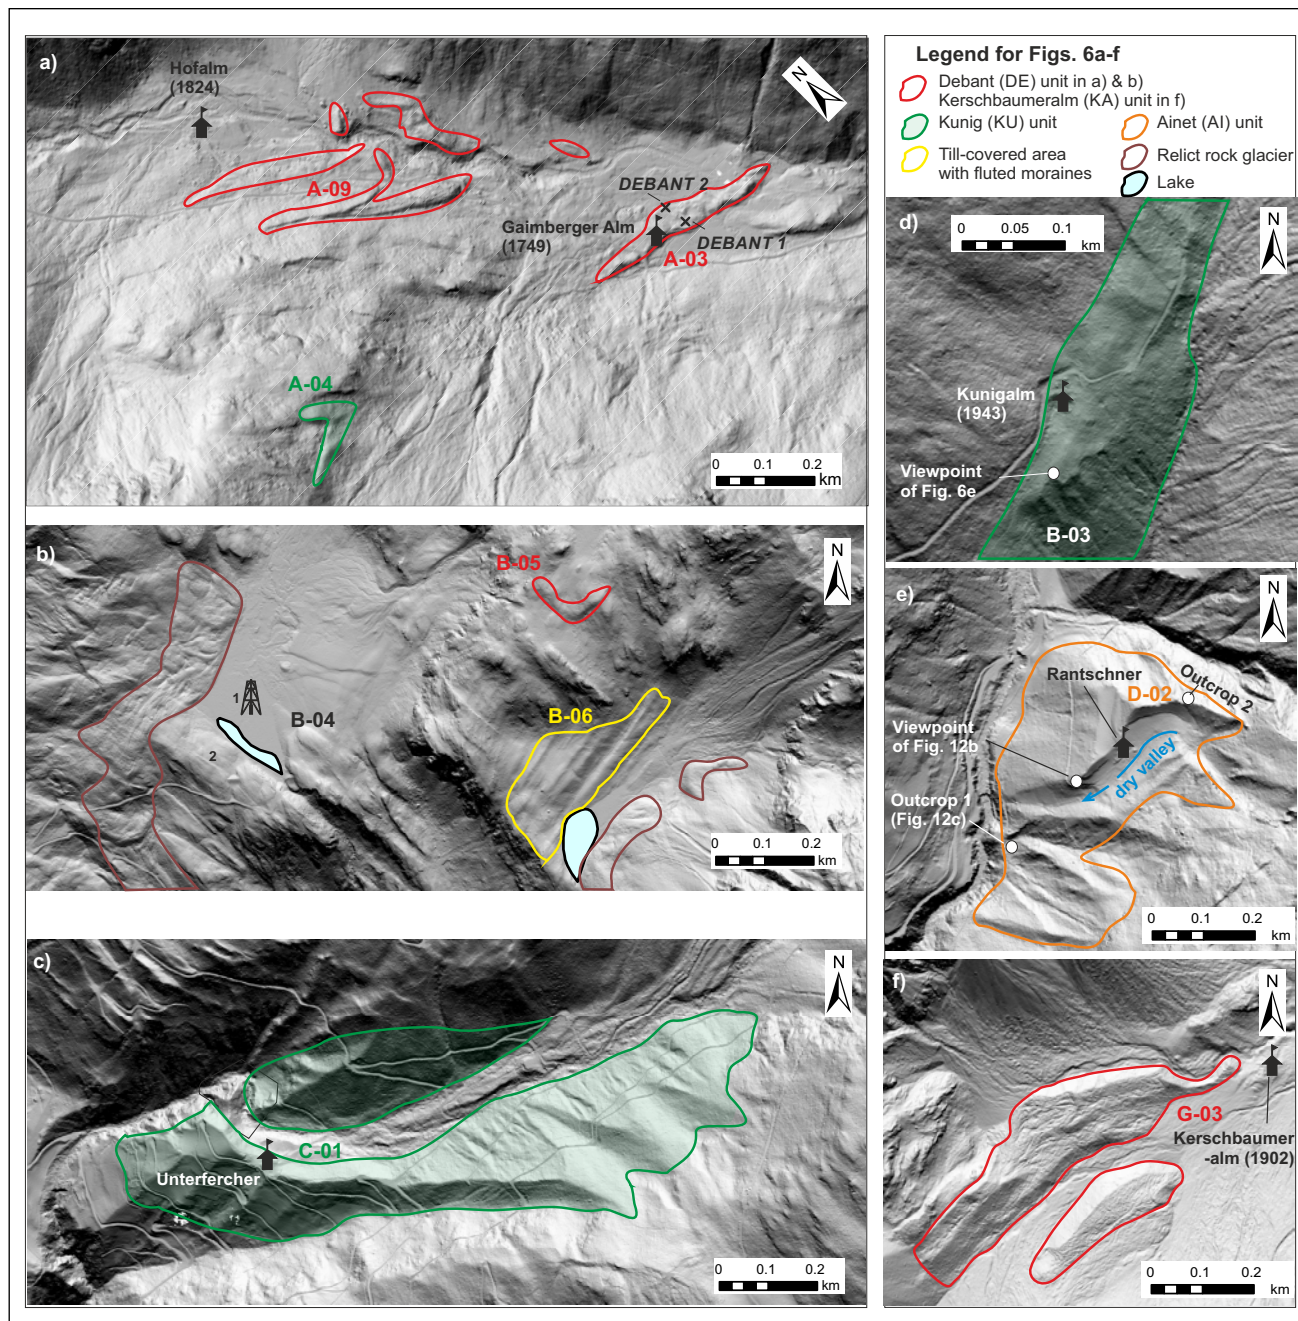 a)
Hofalm
(1824)
N
A-09
DEBANT 2
Gaimberger Alm
(1749)
DEBANT 1
A-03
A-04
0 0.1 0.2
km
b)
N
B-05
1
B-04
2
B-06
0 0.1 0.2
km
c)
N
C-01
Unterfercher
0 0.1 0.2
km
Legend for Figs. 6a-f
Debant (DE) unit in a) & b)
Kerschbaumeralm (KA) unit in f)
Kunig (KU) unit
Ainet (AI) unit
Till-covered area
with fluted moraines
Relict rock glacier
Lake
d)
0 0.05 0.1
km
N
Kunigalm
(1943)
Viewpoint
of Fig. 6e
B-03
e)
N
Rantschner
D-02
Outcrop 2
Viewpoint
of Fig. 12b
dry valley
Outcrop 1
(Fig. 12c)
0 0.1 0.2
km
f)
N
G-03
Kerschbaumer
-alm (1902)
0 0.1 0.2
km